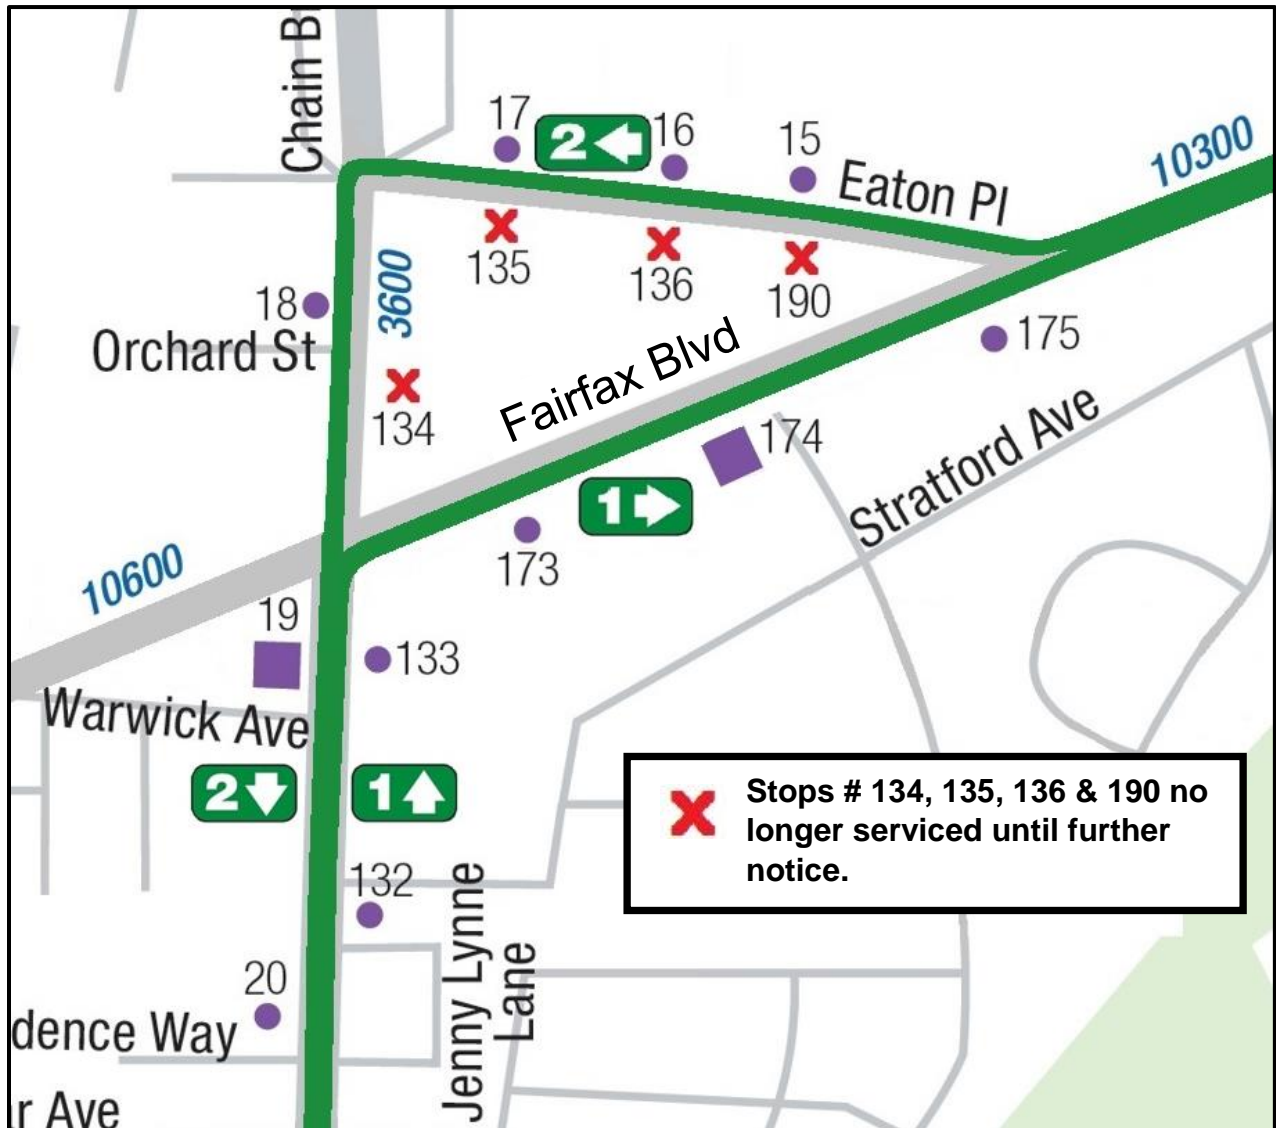 Chain B
17
2
16
15
Eaton Pl
10300
135
136
190
18
3600
Orchard St
134
Fairfax Blvd
175
174
Stratford Ave
1
173
10600
19
133
Warwick Ave
2
1
Stops # 134, 135, 136 & 190 no
longer serviced until further
notice.
132
Jenny Lynne
Lane
20
dence Way
r Ave